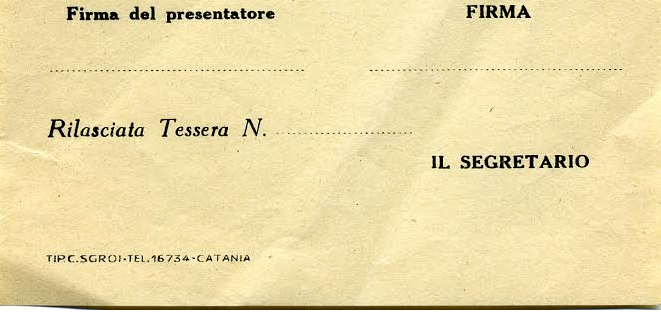 Firma del presentatore FIRMA
Rilasciata Tessera N.
IL SEGRETARIO
TIP.C.SGROI-TEL.16734-CATANIA